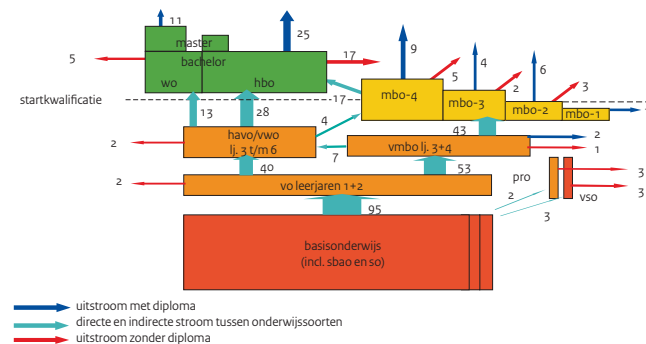 11
25
master
5
bachelor
17
wo
hbo
9
4
6
5
2
3
startkwalificatie
17
mbo-4
mbo-3
mbo-2
mbo-1
13
28
4
43
2
havo/vwo
lj. 3 t/m 6
7
vmbo lj. 3+4
2
1
40
53
2
vo leerjaren 1+2
pro
vso
3
3
2
3
95
basisonderwijs
(incl. sbao en so)
uitstroom met diploma
directe en indirecte stroom tussen onderwijssoorten
uitstroom zonder diploma